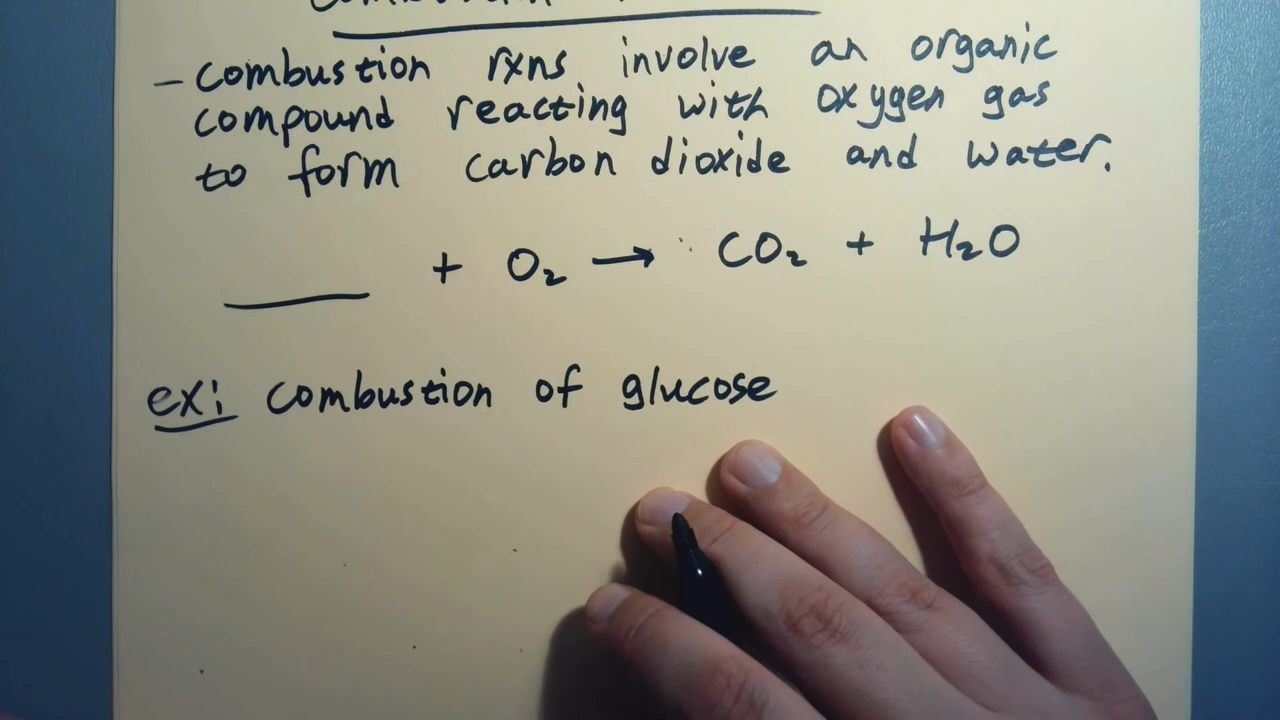 - combustion rxns involve an organic
compound reacting with oxygen gas
to form carbon dioxide and water.
____ + O₂ → CO₂ + H₂O
ex: combustion of glucose